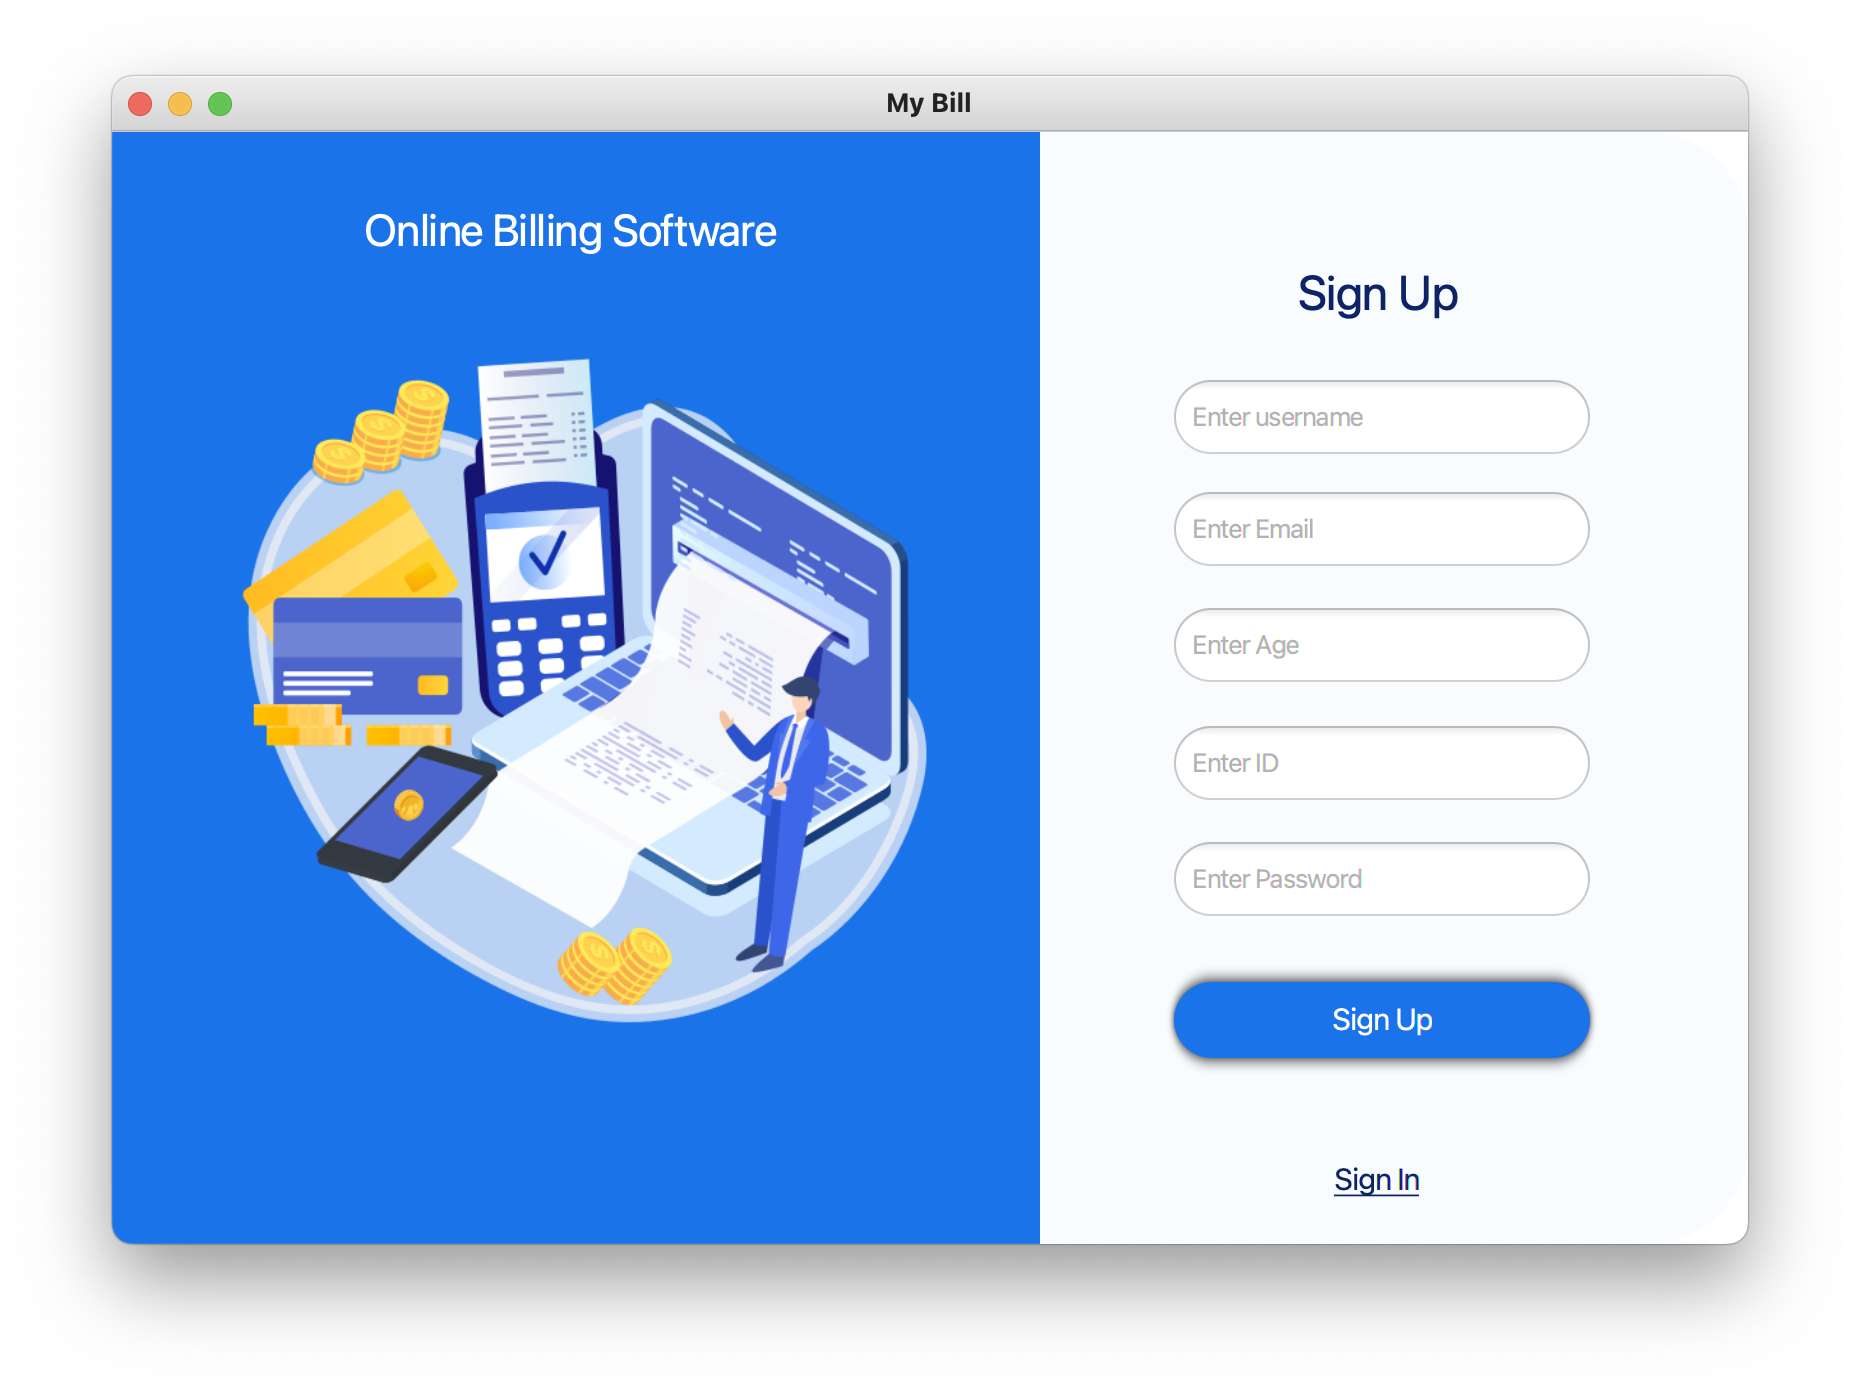 My Bill
Online Billing Software
Sign Up
Enter username
Enter Email
Enter Age
Enter ID
Enter Password
Sign Up
Sign In